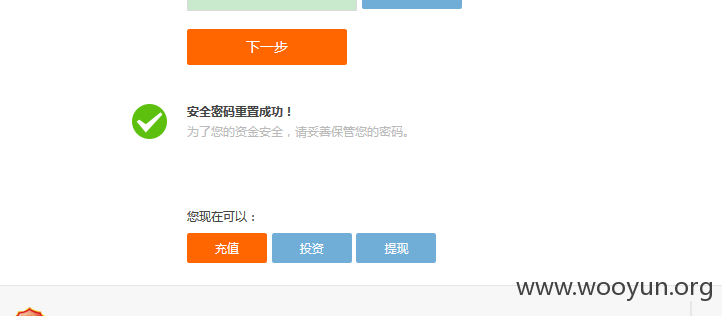 下一步
安全密码重置成功！
为了您的资金安全，请妥善保管您的密码。
您现在可以：
充值 投资 提现
www.wooyun.org